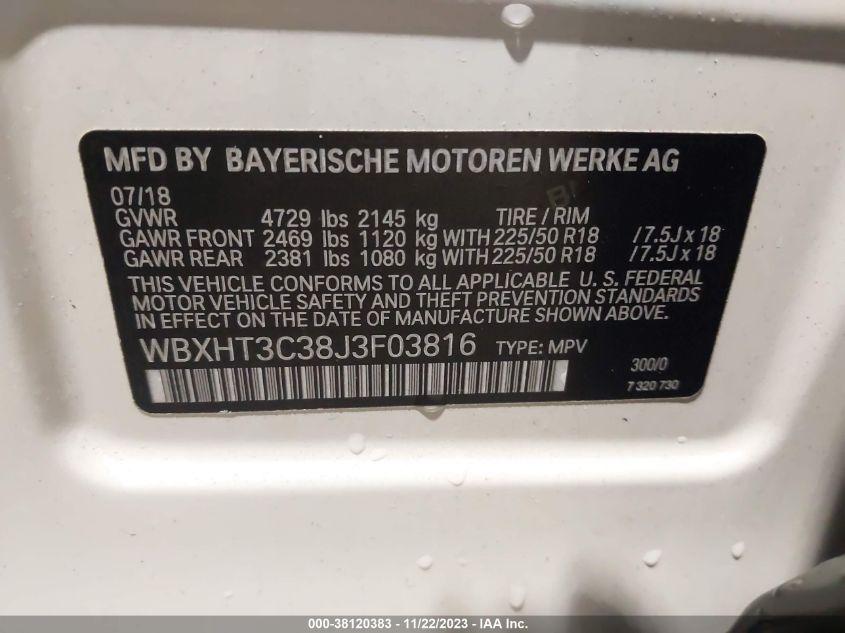 MFD BY BAYERISCHE MOTOREN WERKE AG
07/18
GVWR 4729 lbs 2145 kg TIRE / RIM
GAWR FRONT 2469 lbs 1120 kg WITH 225/50 R18 /7.5J x 18
GAWR REAR 2381 lbs 1080 kg WITH 225/50 R18 /7.5J x 18
THIS VEHICLE CONFORMS TO ALL APPLICABLE U. S. FEDERAL
MOTOR VEHICLE SAFETY AND THEFT PREVENTION STANDARDS
IN EFFECT ON THE DATE OF MANUFACTURE SHOWN ABOVE.
WBXHT3C38J3F03816 TYPE: MPV
300/0
7 320 730
000-38120383 - 11/22/2023 - IAA Inc.